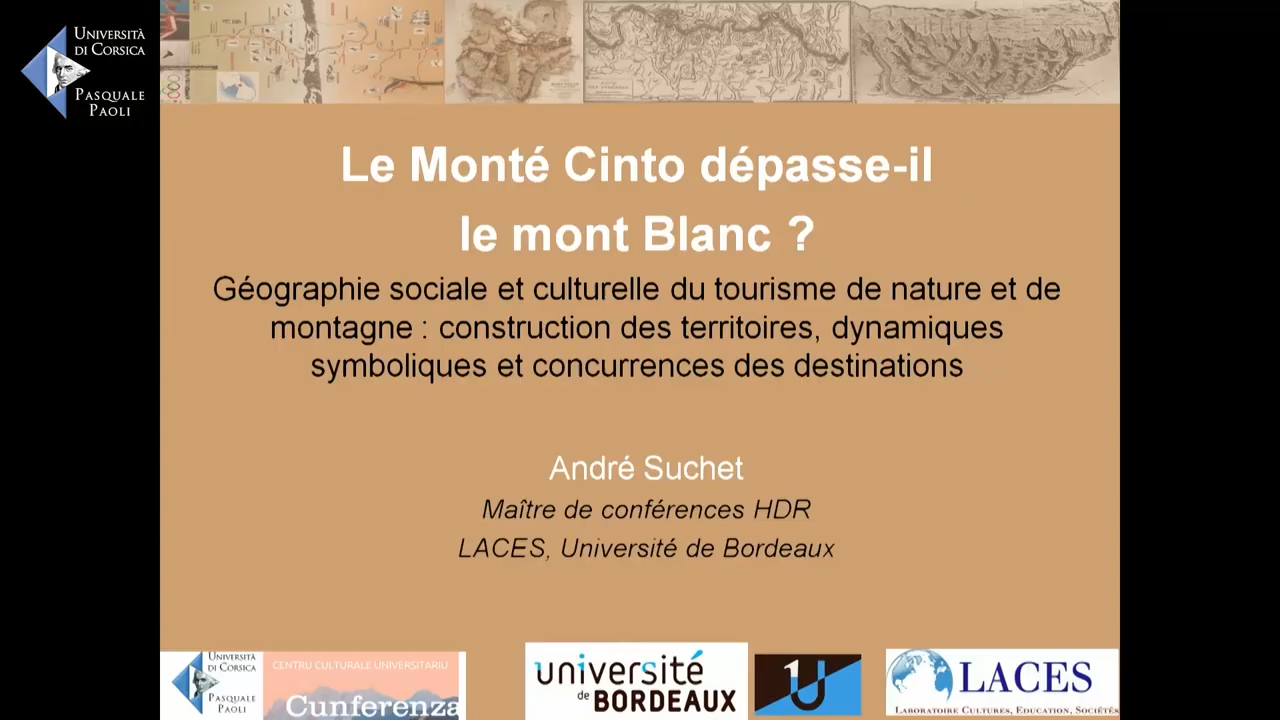 UNIVERSITÀ
DI CORSICA
PASQUALE
PAOLI
Le Monté Cinto dépasse-il
le mont Blanc ?
Géographie sociale et culturelle du tourisme de nature et de
montagne : construction des territoires, dynamiques
symboliques et concurrences des destinations
André Suchet
Maître de conférences HDR
LACES, Université de Bordeaux
UNIVERSITÀ
DI CORSICA
PASQUALE
PAOLI
CENTRU CULTURALE UNIVERSITARIU
Cunferenza
université
de BORDEAUX
1U
LACES
LABORATOIRE CULTURES, EDUCATION, SOCIÉTÉS